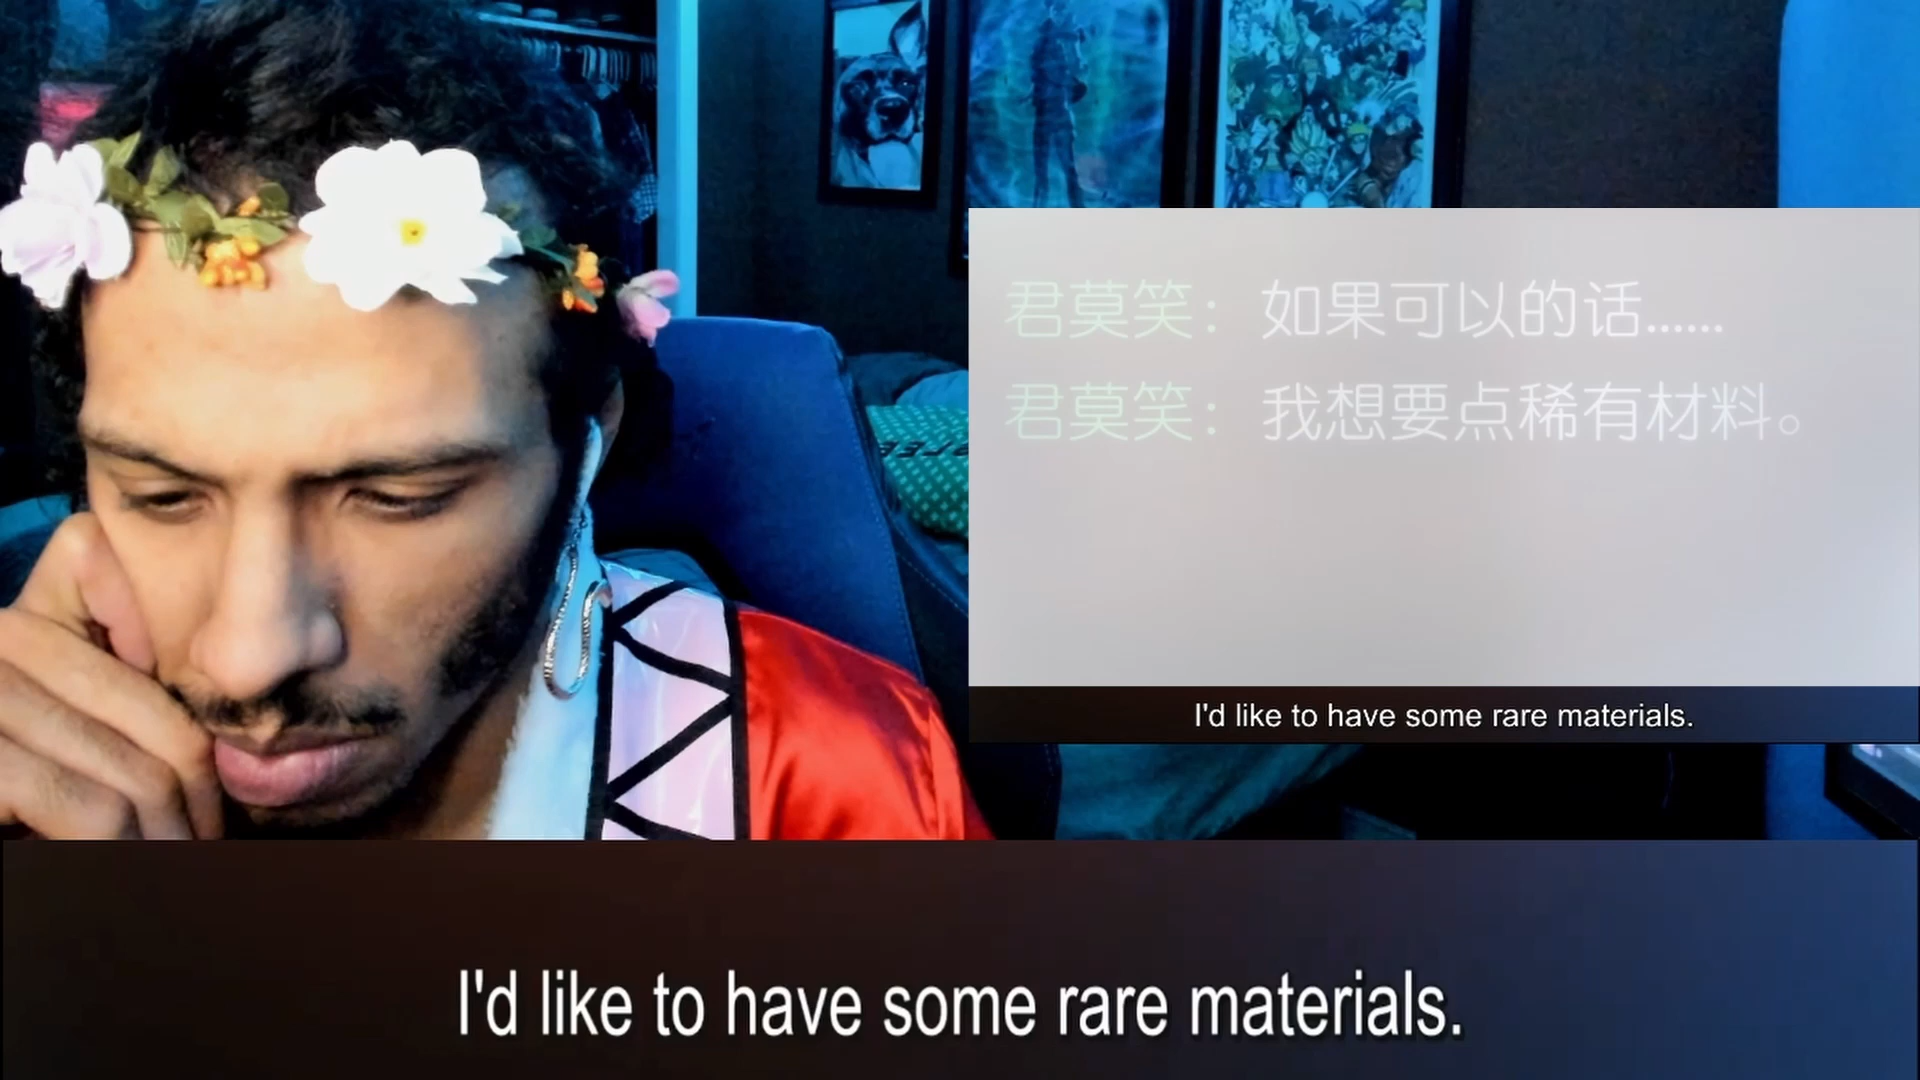 君莫笑：如果可以的话......
君莫笑：我想要点稀有材料。
I'd like to have some rare materials.
I'd like to have some rare materials.